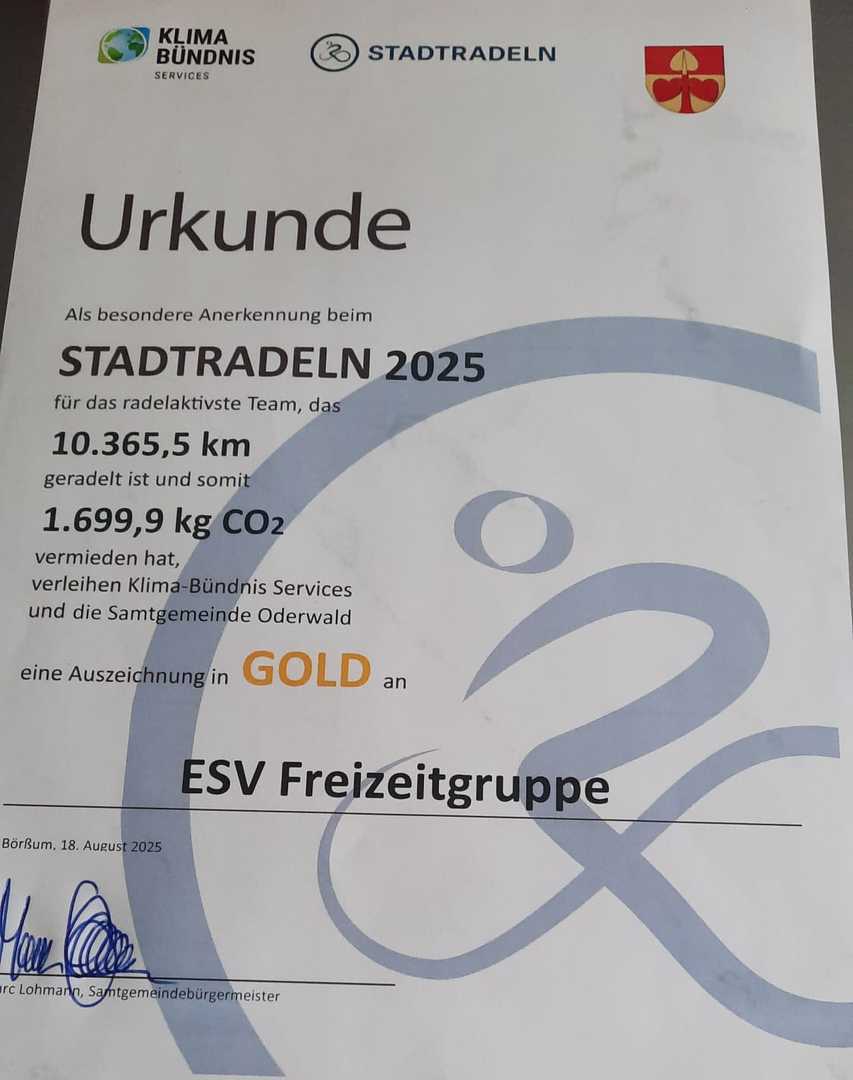 KLIMA
BÜNDNIS
SERVICES
STADTRADELN
Urkunde
Als besondere Anerkennung beim
STADTRADELN 2025
für das radelaktivste Team, das
10.365,5 km
geradelt ist und somit
1.699,9 kg CO2
vermieden hat,
verleihen Klima-Bündnis Services
und die Samtgemeinde Oderwald
eine Auszeichnung in GOLD an
ESV Freizeitgruppe
Börßum, 18. August 2025
rc Lohmann, Samtgemeindebürgermeister